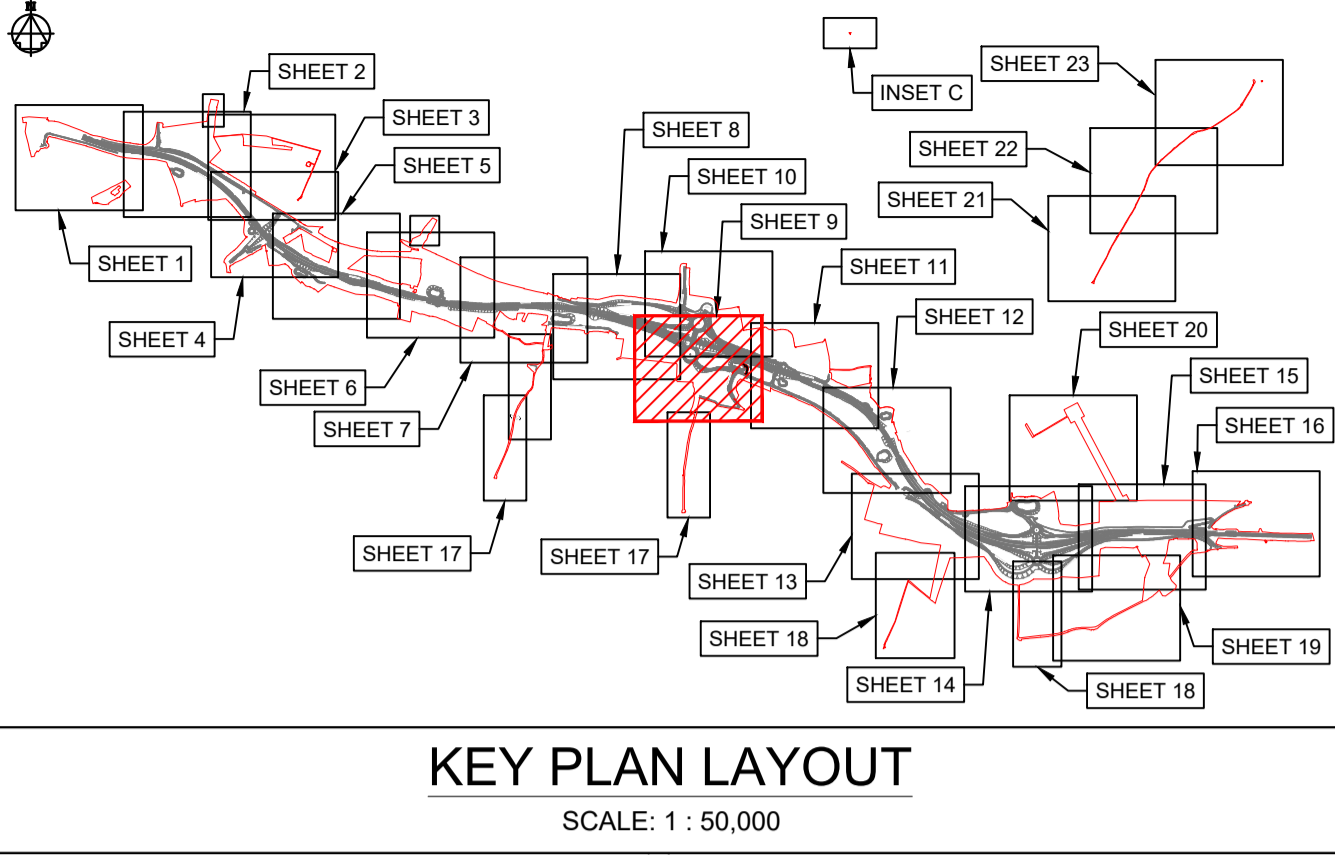 N
SHEET 2
SHEET 23
INSET C
SHEET 3
SHEET 8
SHEET 22
SHEET 5
SHEET 10
SHEET 21
SHEET 9
SHEET 1
SHEET 11
SHEET 12
SHEET 4
SHEET 20
SHEET 6
SHEET 15
SHEET 7
SHEET 16
SHEET 17
SHEET 17
SHEET 13
SHEET 18
SHEET 19
SHEET 14
SHEET 18
KEY PLAN LAYOUT
SCALE: 1 : 50,000